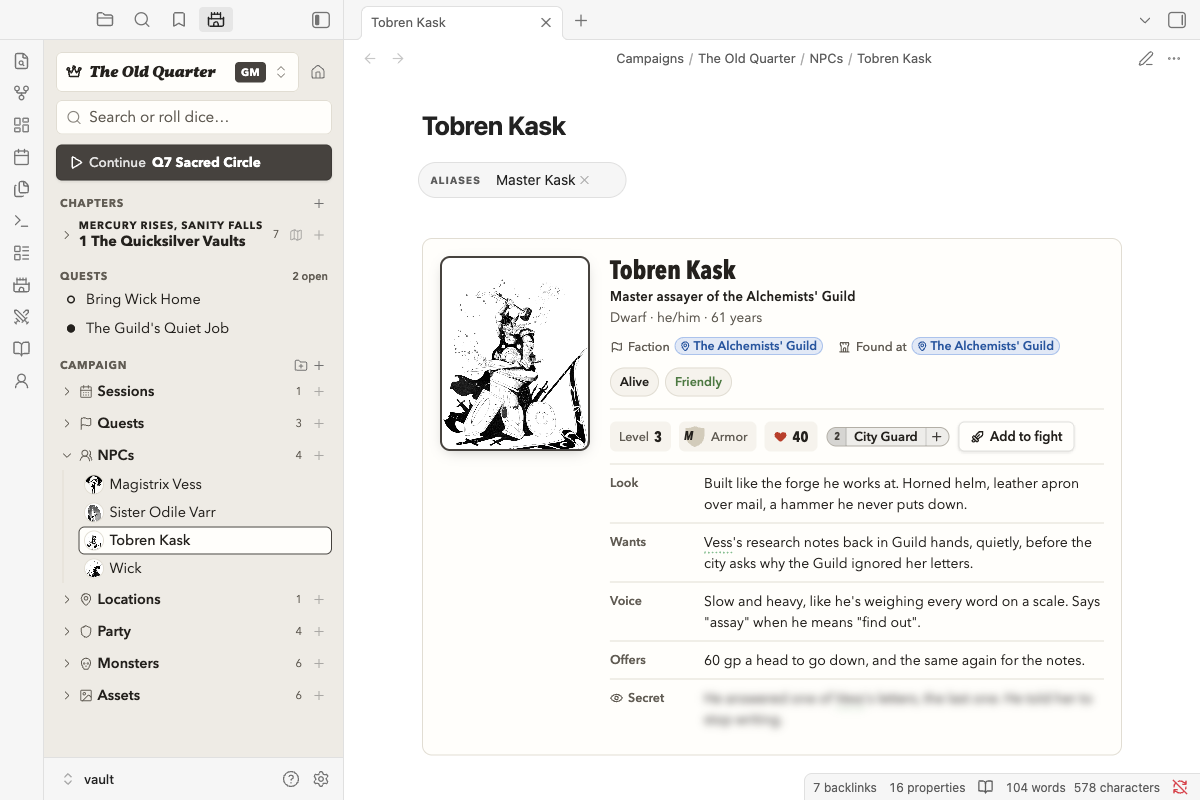 Tobren Kask
The Old Quarter GM
Search or roll dice…
Continue Q7 Sacred Circle
CHAPTERS
MERCURY RISES, SANITY FALLS
1 The Quicksilver Vaults 7
QUESTS 2 open
Bring Wick Home
The Guild's Quiet Job
CAMPAIGN
Sessions 1
Quests 3
NPCs 4
Magistrix Vess
Sister Odile Varr
Tobren Kask
Wick
Locations 1
Party 4
Monsters 6
Assets 6
vault
Campaigns / The Old Quarter / NPCs / Tobren Kask
Tobren Kask
ALIASES Master Kask
Tobren Kask
Master assayer of the Alchemists' Guild
Dwarf · he/him · 61 years
Faction The Alchemists' Guild Found at The Alchemists' Guild
Alive Friendly
Level 3 M Armor 40 2 City Guard + Add to fight
Look Built like the forge he works at. Horned helm, leather apron
over mail, a hammer he never puts down.
Wants Vess's research notes back in Guild hands, quietly, before the
city asks why the Guild ignored her letters.
Voice Slow and heavy, like he's weighing every word on a scale. Says
"assay" when he means "find out".
Offers 60 gp a head to go down, and the same again for the notes.
Secret
7 backlinks 16 properties 104 words 578 characters